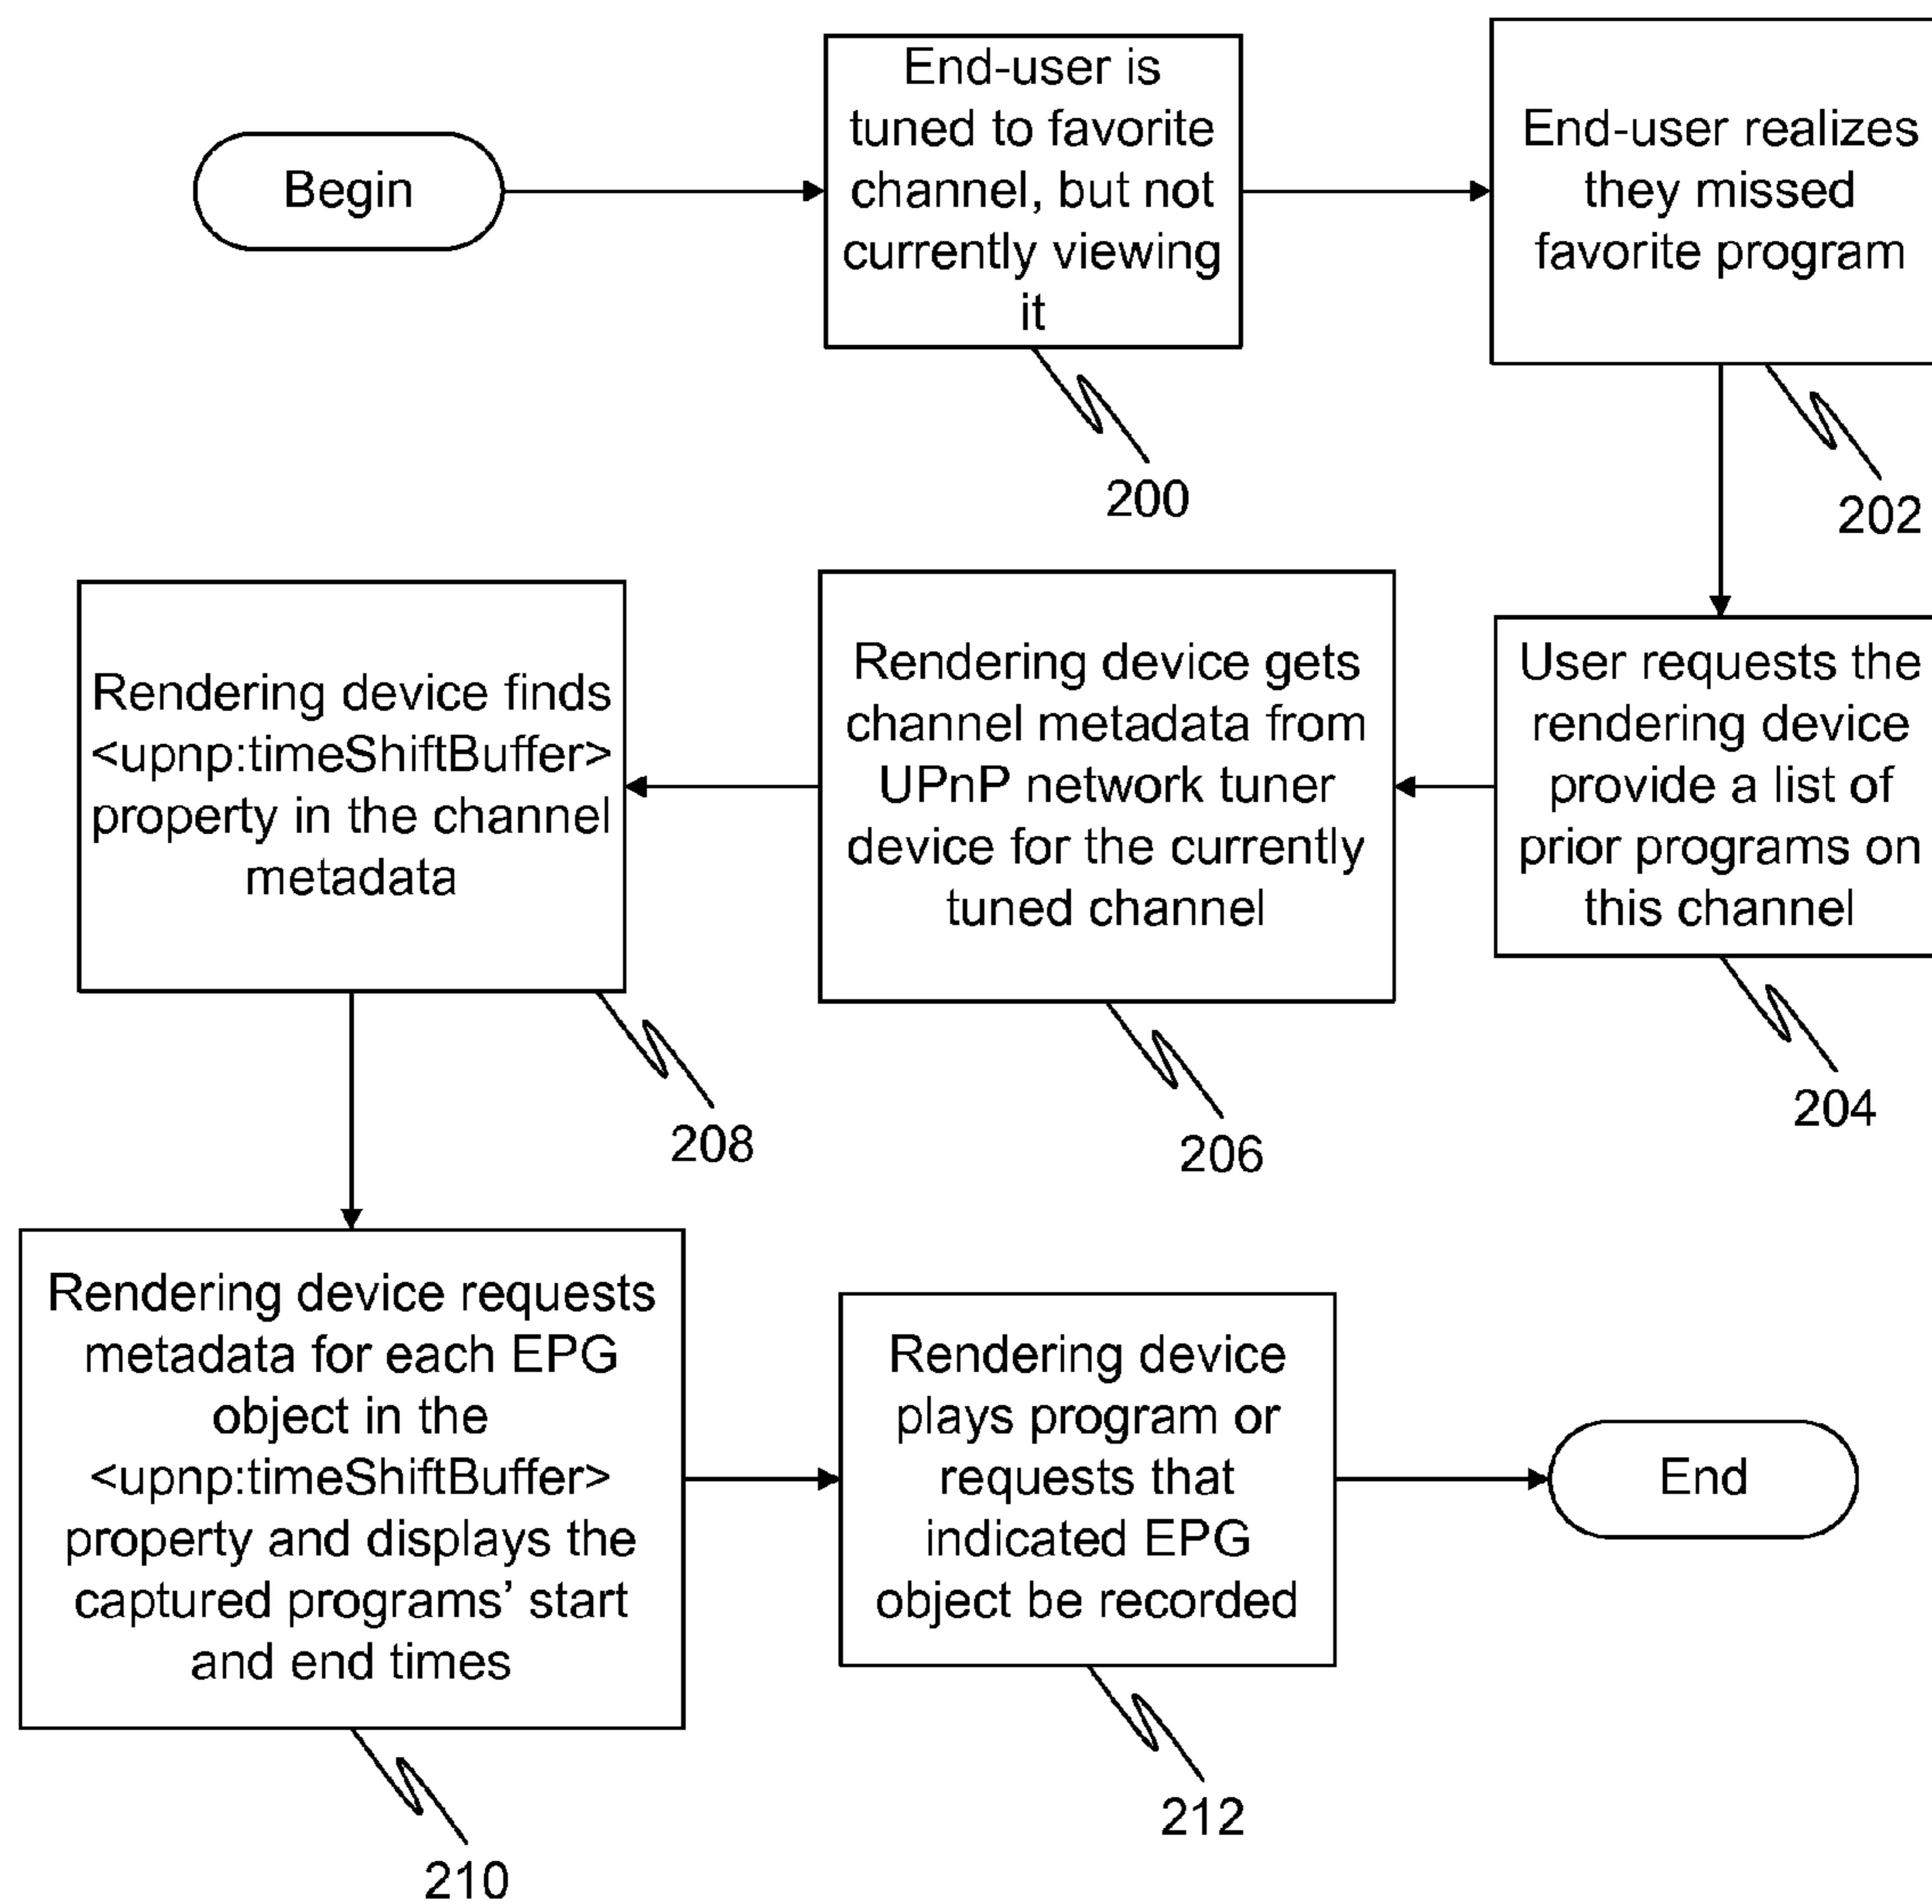 Begin
End-user is
tuned to favorite
channel, but not
currently viewing
it
200
End-user realizes
they missed
favorite program
202
User requests the
rendering device
provide a list of
prior programs on
this channel
204
Rendering device gets
channel metadata from
UPnP network tuner
device for the currently
tuned channel
206
Rendering device finds
<upnp:timeShiftBuffer>
property in the channel
metadata
208
Rendering device requests
metadata for each EPG
object in the
<upnp:timeShiftBuffer>
property and displays the
captured programs’ start
and end times
210
Rendering device
plays program or
requests that
indicated EPG
object be recorded
212
End